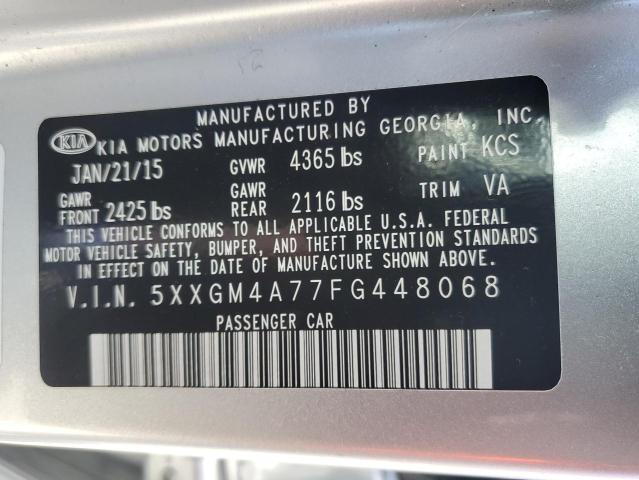 MANUFACTURED BY
KIA KIA MOTORS MANUFACTURING GEORGIA, INC.
JAN/21/15 GVWR 4365 lbs PAINT KCS
GAWR FRONT 2425 lbs GAWR REAR 2116 lbs TRIM VA
THIS VEHICLE CONFORMS TO ALL APPLICABLE U.S.A. FEDERAL
MOTOR VEHICLE SAFETY, BUMPER, AND THEFT PREVENTION STANDARDS
IN EFFECT ON THE DATE OF MANUFACTURE SHOWN ABOVE.
V.I.N. 5XXGM4A77FG448068
PASSENGER CAR